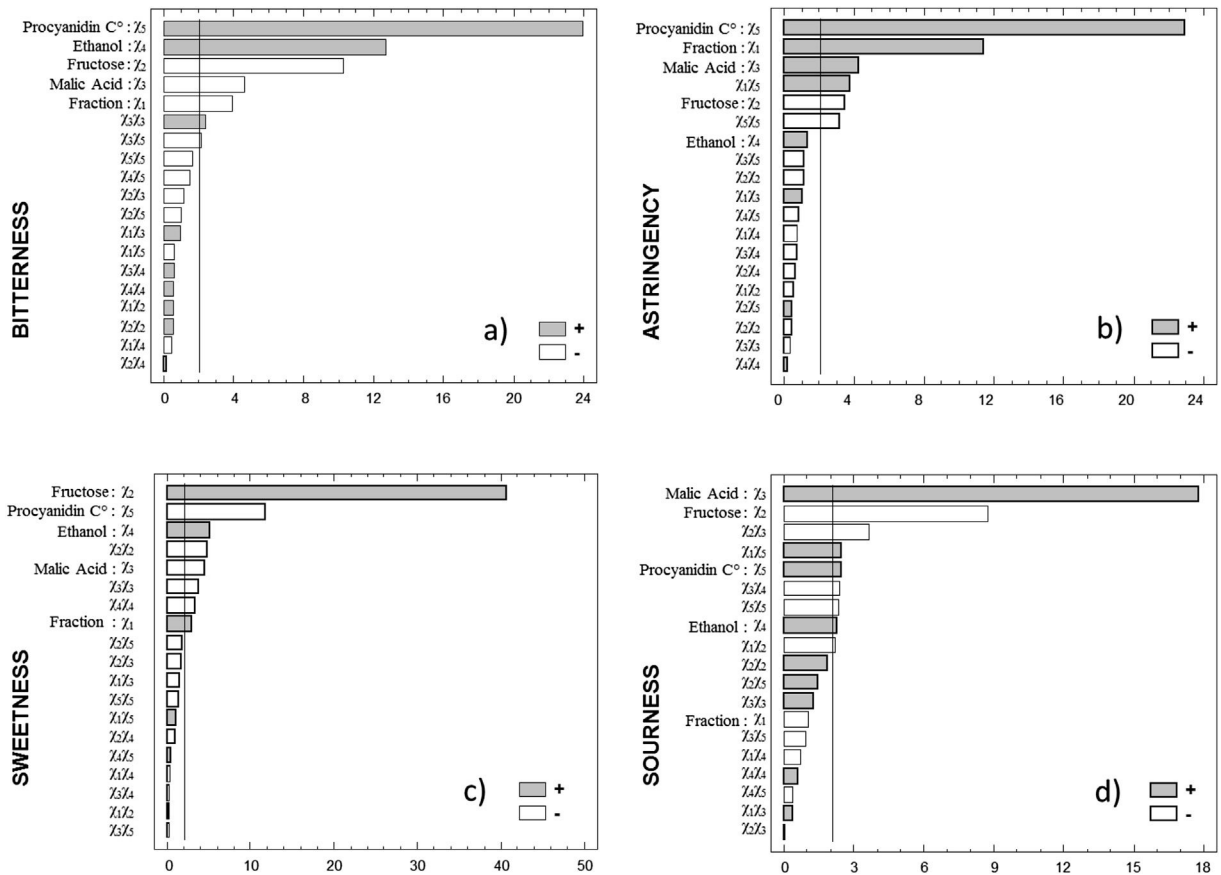 BITTERNESS
Procyanidin C° : χ5
Ethanol : χ4
Fructose : χ2
Malic Acid : χ3
Fraction : χ1
χ3χ3
χ3χ5
χ5χ5
χ4χ5
χ2χ3
χ2χ5
χ1χ3
χ1χ5
χ3χ4
χ4χ4
χ1χ2
χ2χ2
χ1χ4
χ2χ4
a)
+
-
0 4 8 12 16 20 24
ASTRINGENCY
Procyanidin C° : χ5
Fraction : χ1
Malic Acid : χ3
χ1χ5
Fructose : χ2
χ5χ5
Ethanol : χ4
χ3χ5
χ2χ2
χ1χ3
χ4χ5
χ1χ4
χ3χ4
χ2χ4
χ1χ2
χ2χ5
χ2χ2
χ3χ3
χ4χ4
b)
+
-
0 4 8 12 16 20 24
SWEETNESS
Fructose : χ2
Procyanidin C° : χ5
Ethanol : χ4
χ2χ2
Malic Acid : χ3
χ3χ3
χ4χ4
Fraction : χ1
χ2χ5
χ2χ3
χ1χ3
χ5χ5
χ1χ5
χ2χ4
χ4χ5
χ1χ4
χ3χ4
χ1χ2
χ3χ5
c)
+
-
0 10 20 30 40 50
SOURNESS
Malic Acid : χ3
Fructose : χ2
χ2χ3
χ1χ5
Procyanidin C° : χ5
χ3χ4
χ5χ5
Ethanol : χ4
χ1χ2
χ2χ2
χ2χ5
χ3χ3
Fraction : χ1
χ3χ5
χ1χ4
χ4χ4
χ4χ5
χ1χ3
χ2χ3
d)
+
-
0 3 6 9 12 15 18